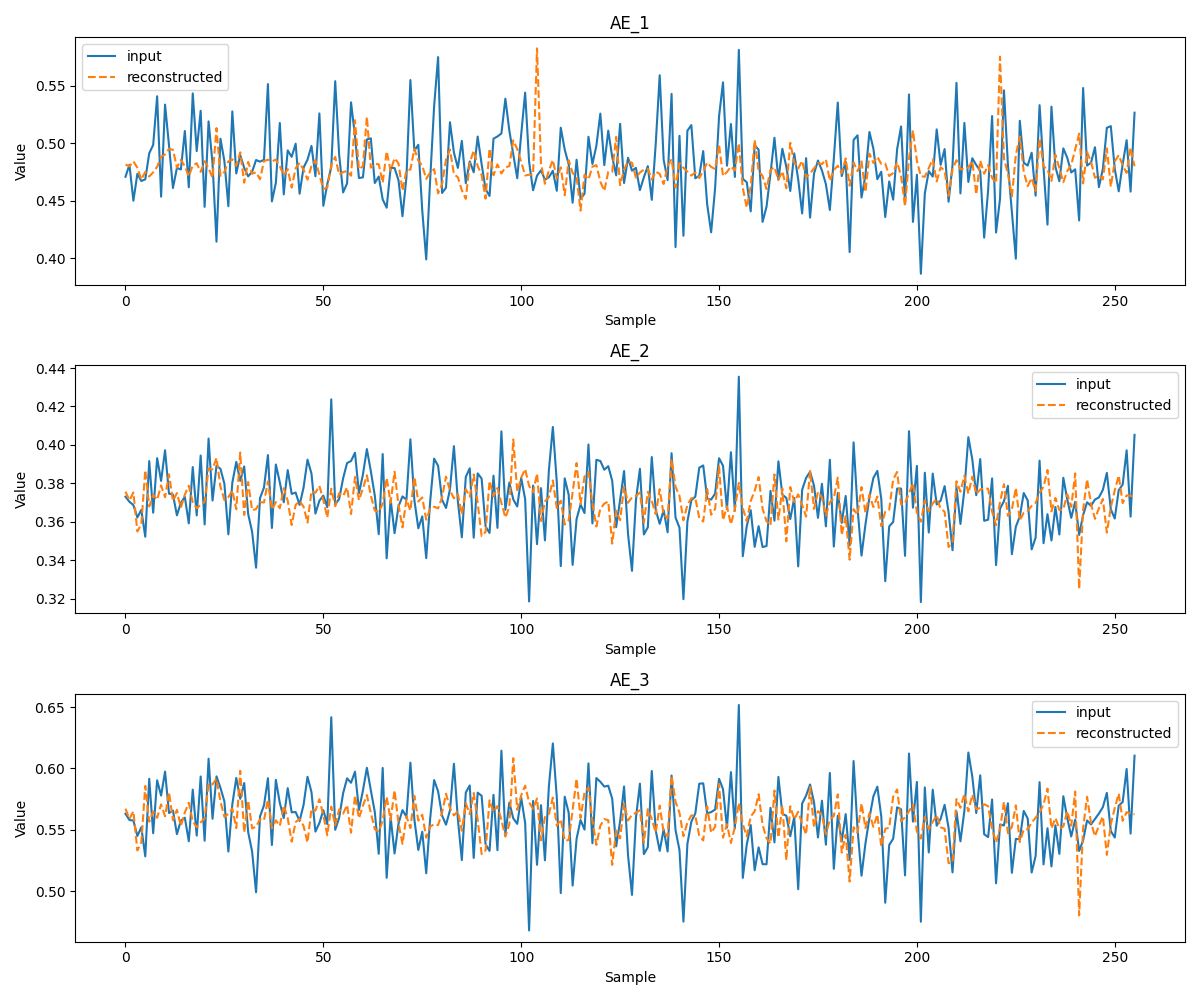 AE_1
input
reconstructed
Value
0.55
0.50
0.45
0.40
0
50
100
150
200
250
Sample
AE_2
input
reconstructed
Value
0.44
0.42
0.40
0.38
0.36
0.34
0.32
0
50
100
150
200
250
Sample
AE_3
input
reconstructed
Value
0.65
0.60
0.55
0.50
0
50
100
150
200
250
Sample